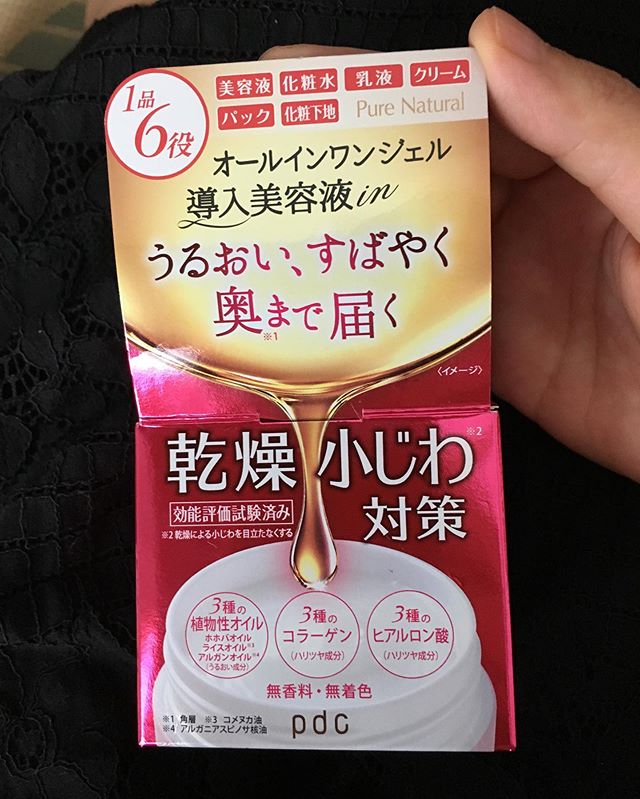 1品
6役
美容液 化粧水 乳液 クリーム
パック 化粧下地 Pure Natural
オールインワンジェル
導入美容液in
うるおい、すばやく
奥まで届く
※1
〈イメージ〉
乾燥 小じわ※2
対策
効能評価試験済み
※2 乾燥による小じわを目立たなくする
3種の
植物性オイル
ホホバオイル
ライスオイル※3
アルガンオイル※4
(うるおい成分)
3種の
コラーゲン
(ハリツヤ成分)
3種の
ヒアルロン酸
(ハリツヤ成分)
無香料・無着色
pdc
※1 角層 ※3 コメヌカ油
※4 アルガニアスピノサ核油